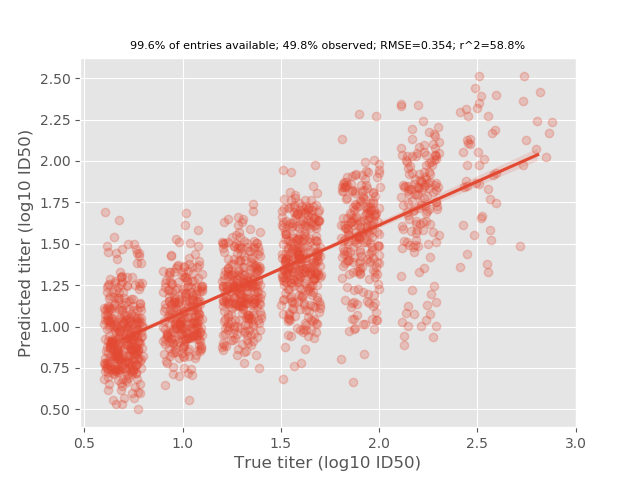 99.6% of entries available; 49.8% observed; RMSE=0.354; r^2=58.8%
Predicted titer (log10 ID50)
2.50
2.25
2.00
1.75
1.50
1.25
1.00
0.75
0.50
0.5 1.0 1.5 2.0 2.5 3.0
True titer (log10 ID50)